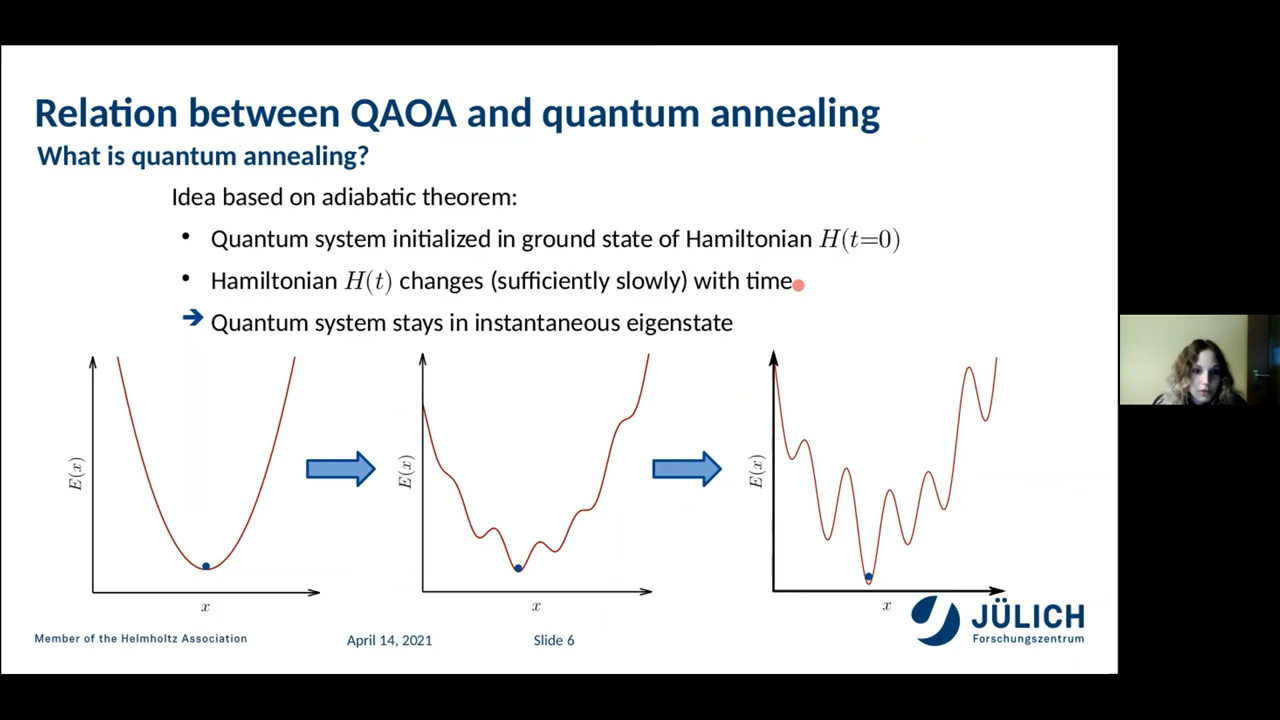 Relation between QAOA and quantum annealing
What is quantum annealing?
Idea based on adiabatic theorem:
• Quantum system initialized in ground state of Hamiltonian H(t=0)
• Hamiltonian H(t) changes (sufficiently slowly) with time
➔ Quantum system stays in instantaneous eigenstate
E(x)
x
E(x)
x
E(x)
x
JÜLICH
Forschungszentrum
Member of the Helmholtz Association
April 14, 2021
Slide 6